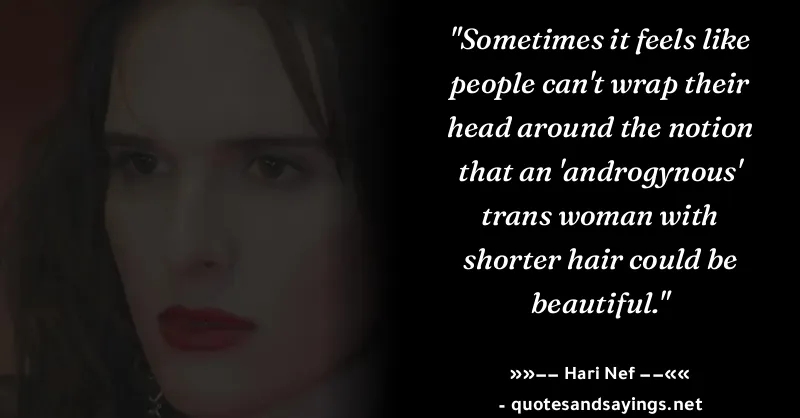 "Sometimes it feels like
people can't wrap their
head around the notion
that an 'androgynous'
trans woman with
shorter hair could be
beautiful."
»»–– Hari Nef ––««
- quotesandsayings.net